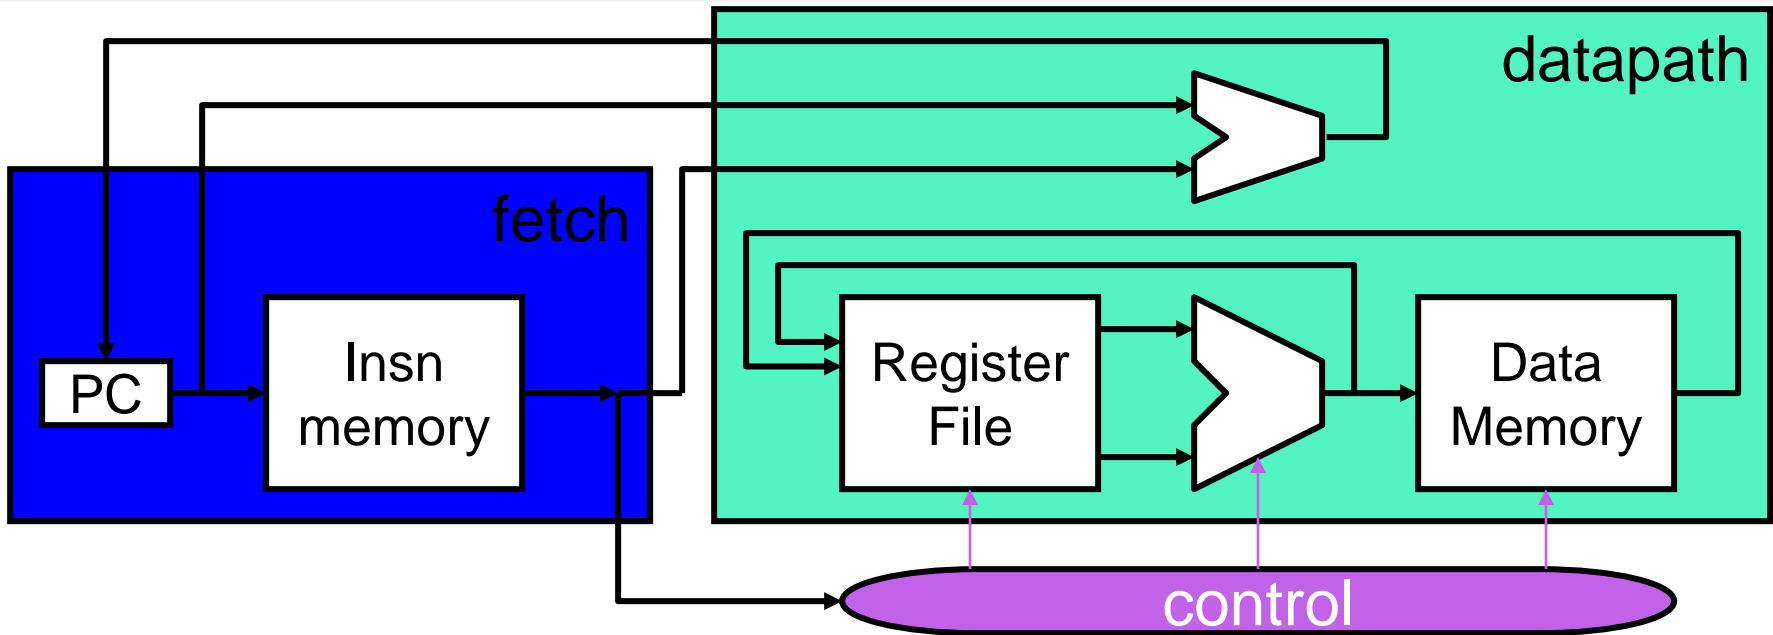 datapath
fetch
PC
Insn
memory
Register
File
Data
Memory
control